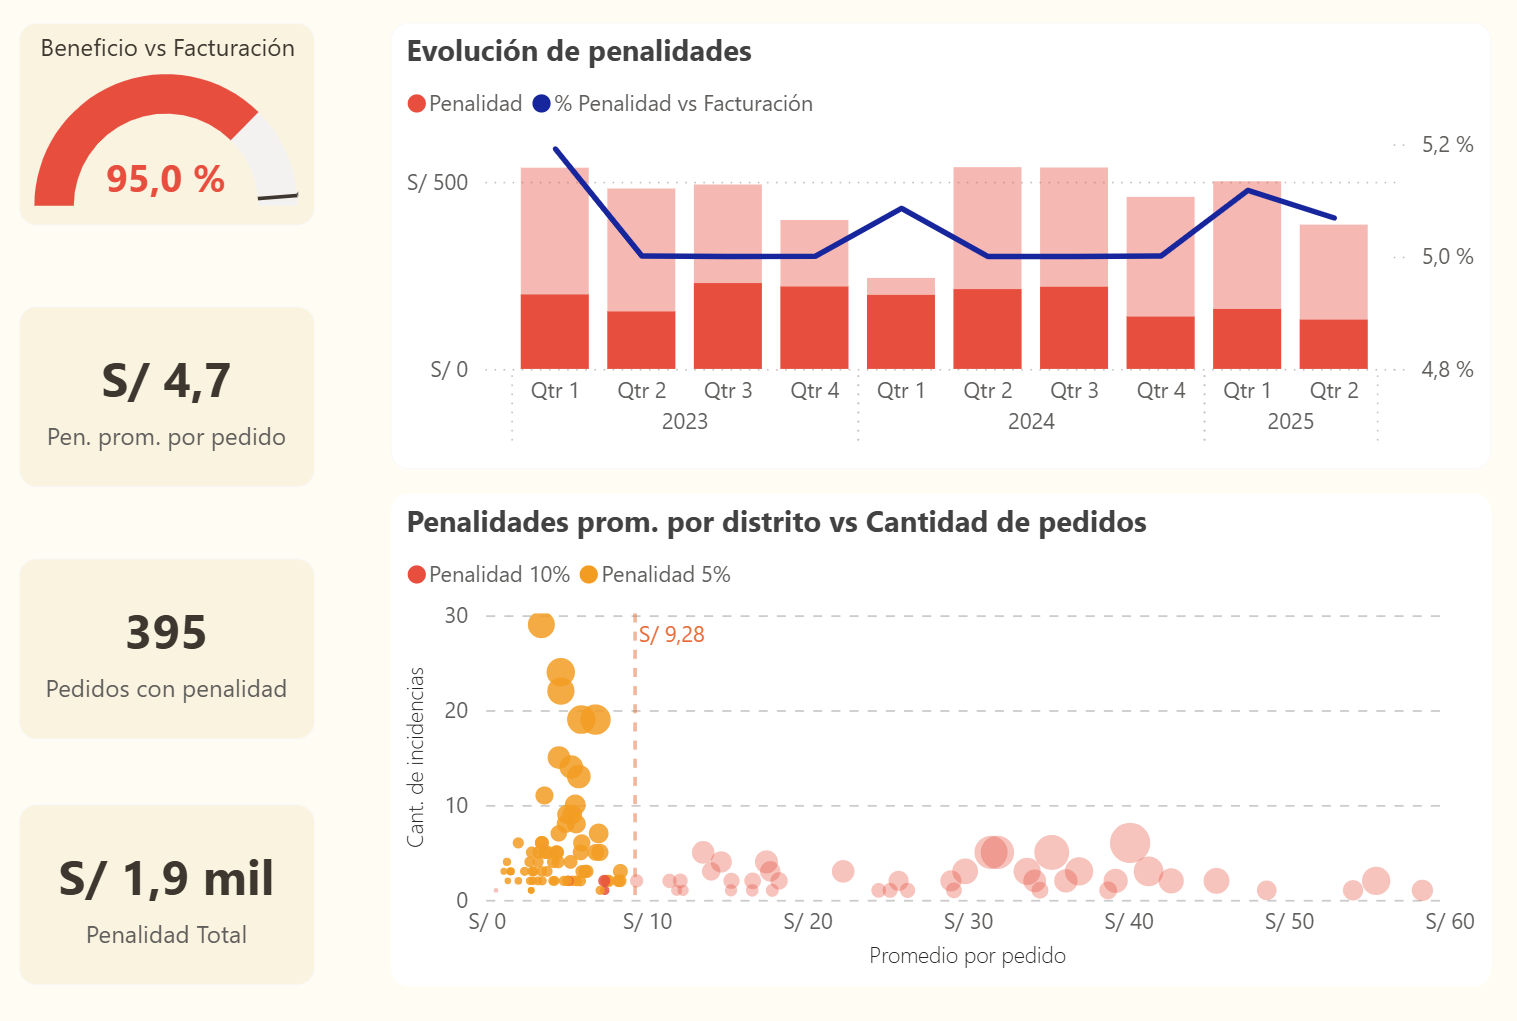 Beneficio vs Facturación
95,0 %
S/ 4,7
Pen. prom. por pedido
395
Pedidos con penalidad
S/ 1,9 mil
Penalidad Total
Evolución de penalidades
Penalidad % Penalidad vs Facturación
5,2 %
S/ 500
5,0 %
S/ 0
4,8 %
Qtr 1 Qtr 2 Qtr 3 Qtr 4 Qtr 1 Qtr 2 Qtr 3 Qtr 4 Qtr 1 Qtr 2
2023 2024 2025
Penalidades prom. por distrito vs Cantidad de pedidos
Penalidad 10% Penalidad 5%
30
S/ 9,28
Cant. de incidencias
20
10
0
S/ 0 S/ 10 S/ 20 S/ 30 S/ 40 S/ 50 S/ 60
Promedio por pedido